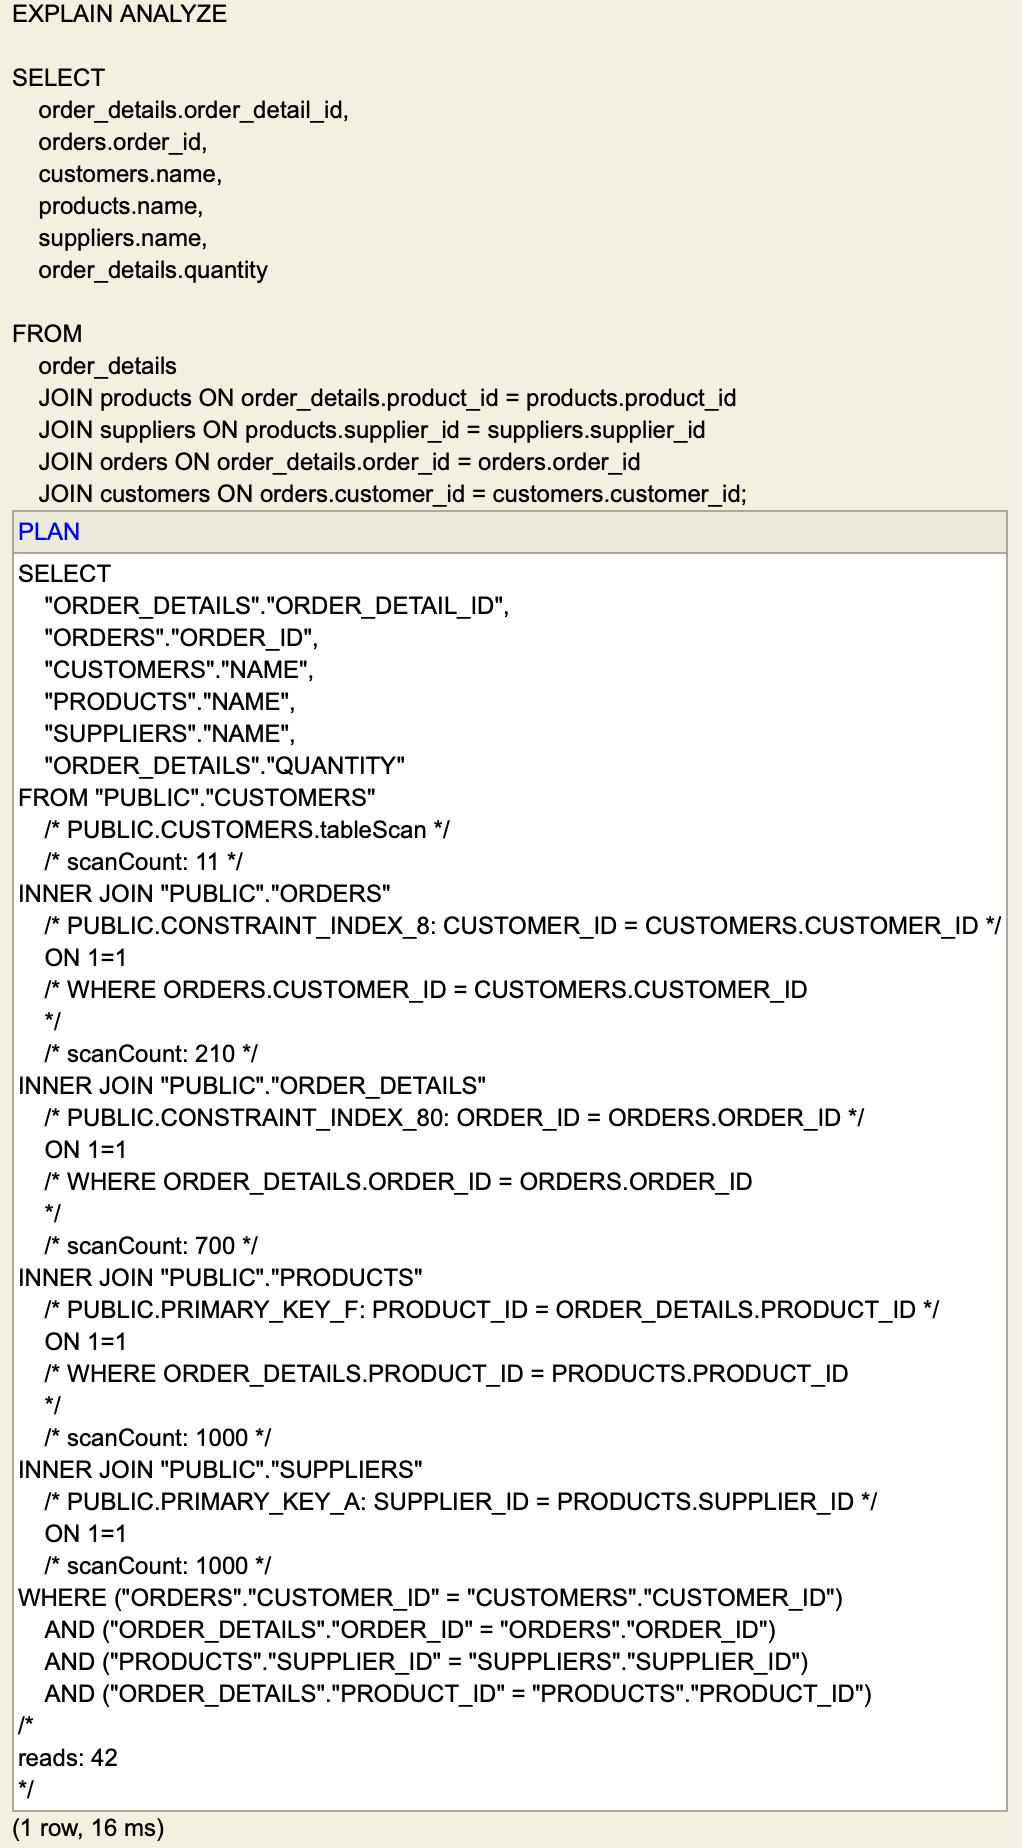 EXPLAIN ANALYZE
SELECT
order_details.order_detail_id,
orders.order_id,
customers.name,
products.name,
suppliers.name,
order_details.quantity
FROM
order_details
JOIN products ON order_details.product_id = products.product_id
JOIN suppliers ON products.supplier_id = suppliers.supplier_id
JOIN orders ON order_details.order_id = orders.order_id
JOIN customers ON orders.customer_id = customers.customer_id;
PLAN
SELECT
"ORDER_DETAILS"."ORDER_DETAIL_ID",
"ORDERS"."ORDER_ID",
"CUSTOMERS"."NAME",
"PRODUCTS"."NAME",
"SUPPLIERS"."NAME",
"ORDER_DETAILS"."QUANTITY"
FROM "PUBLIC"."CUSTOMERS"
/* PUBLIC.CUSTOMERS.tableScan */
/* scanCount: 11 */
INNER JOIN "PUBLIC"."ORDERS"
/* PUBLIC.CONSTRAINT_INDEX_8: CUSTOMER_ID = CUSTOMERS.CUSTOMER_ID */
ON 1=1
/* WHERE ORDERS.CUSTOMER_ID = CUSTOMERS.CUSTOMER_ID
*/
/* scanCount: 210 */
INNER JOIN "PUBLIC"."ORDER_DETAILS"
/* PUBLIC.CONSTRAINT_INDEX_80: ORDER_ID = ORDERS.ORDER_ID */
ON 1=1
/* WHERE ORDER_DETAILS.ORDER_ID = ORDERS.ORDER_ID
*/
/* scanCount: 700 */
INNER JOIN "PUBLIC"."PRODUCTS"
/* PUBLIC.PRIMARY_KEY_F: PRODUCT_ID = ORDER_DETAILS.PRODUCT_ID */
ON 1=1
/* WHERE ORDER_DETAILS.PRODUCT_ID = PRODUCTS.PRODUCT_ID
*/
/* scanCount: 1000 */
INNER JOIN "PUBLIC"."SUPPLIERS"
/* PUBLIC.PRIMARY_KEY_A: SUPPLIER_ID = PRODUCTS.SUPPLIER_ID */
ON 1=1
/* scanCount: 1000 */
WHERE ("ORDERS"."CUSTOMER_ID" = "CUSTOMERS"."CUSTOMER_ID")
AND ("ORDER_DETAILS"."ORDER_ID" = "ORDERS"."ORDER_ID")
AND ("PRODUCTS"."SUPPLIER_ID" = "SUPPLIERS"."SUPPLIER_ID")
AND ("ORDER_DETAILS"."PRODUCT_ID" = "PRODUCTS"."PRODUCT_ID")
/*
reads: 42
*/
(1 row, 16 ms)